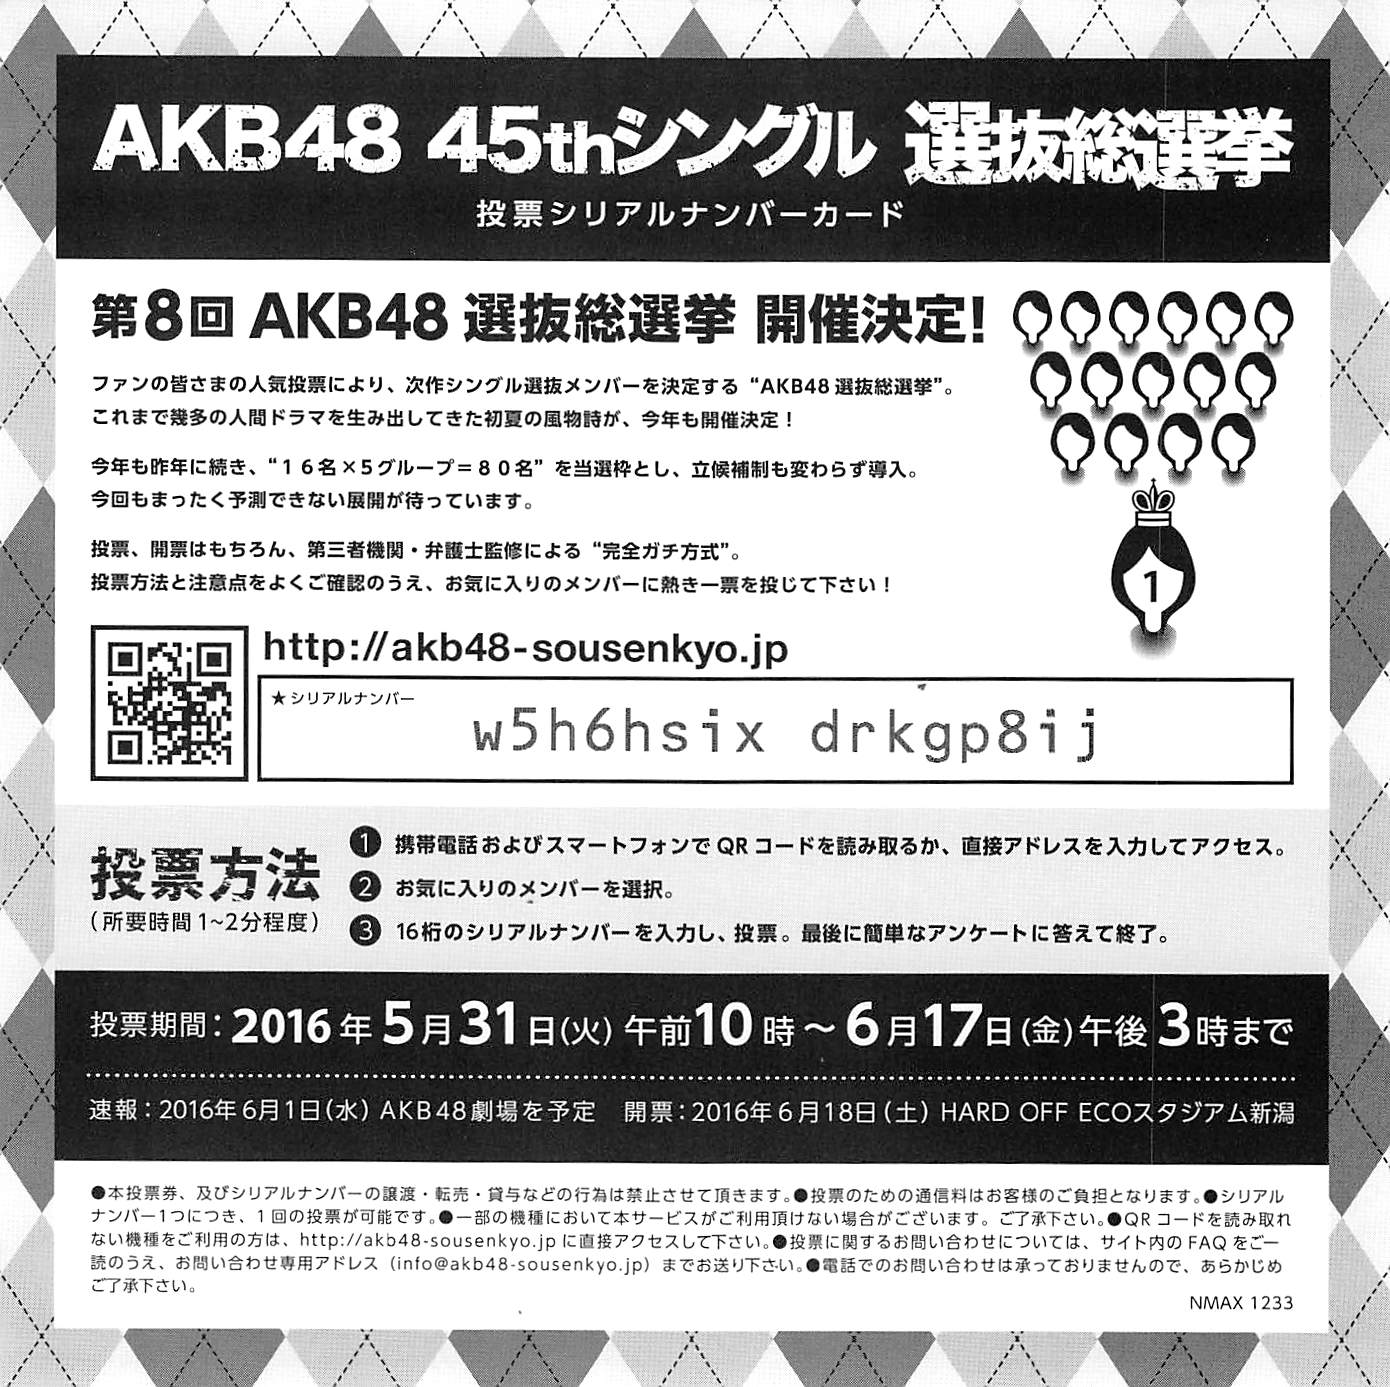 AKB48 45thシングル 選抜総選挙
投票シリアルナンバーカード
第8回 AKB48 選抜総選挙 開催決定!
ファンの皆さまの人気投票により、次作シングル選抜メンバーを決定する “AKB48 選抜総選挙”。
これまで幾多の人間ドラマを生み出してきた初夏の風物詩が、今年も開催決定！
今年も昨年に続き、“１６名×５グループ＝８０名” を当選枠とし、立候補制も変わらず導入。
今回もまったく予測できない展開が待っています。
投票、開票はもちろん、第三者機関・弁護士監修による “完全ガチ方式”。
投票方法と注意点をよくご確認のうえ、お気に入りのメンバーに熱き一票を投じて下さい！
1
http://akb48-sousenkyo.jp
★シリアルナンバー
w5h6hsix drkgp8ij
投票方法
(所要時間 1~2分程度)
❶ 携帯電話およびスマートフォンで QR コードを読み取るか、直接アドレスを入力してアクセス。
❷ お気に入りのメンバーを選択。
❸ 16桁のシリアルナンバーを入力し、投票。最後に簡単なアンケートに答えて終了。
投票期間：2016年5月31日(火) 午前10時～6月17日(金)午後3時まで
速報：2016年6月1日(水) AKB48劇場を予定 開票：2016年6月18日(土) HARD OFF ECOスタジアム新潟
●本投票券、及びシリアルナンバーの譲渡・転売・貸与などの行為は禁止させて頂きます。●投票のための通信料はお客様のご負担となります。●シリアル
ナンバー1つにつき、1回の投票が可能です。●一部の機種において本サービスがご利用頂けない場合がございます。ご了承下さい。●QR コードを読み取れ
ない機種をご利用の方は、http://akb48-sousenkyo.jp に直接アクセスして下さい。●投票に関するお問い合わせについては、サイト内の FAQ をご一
読のうえ、お問い合わせ専用アドレス（info@akb48-sousenkyo.jp）までお送り下さい。●電話でのお問い合わせは承っておりませんので、あらかじめ
ご了承下さい。
NMAX 1233